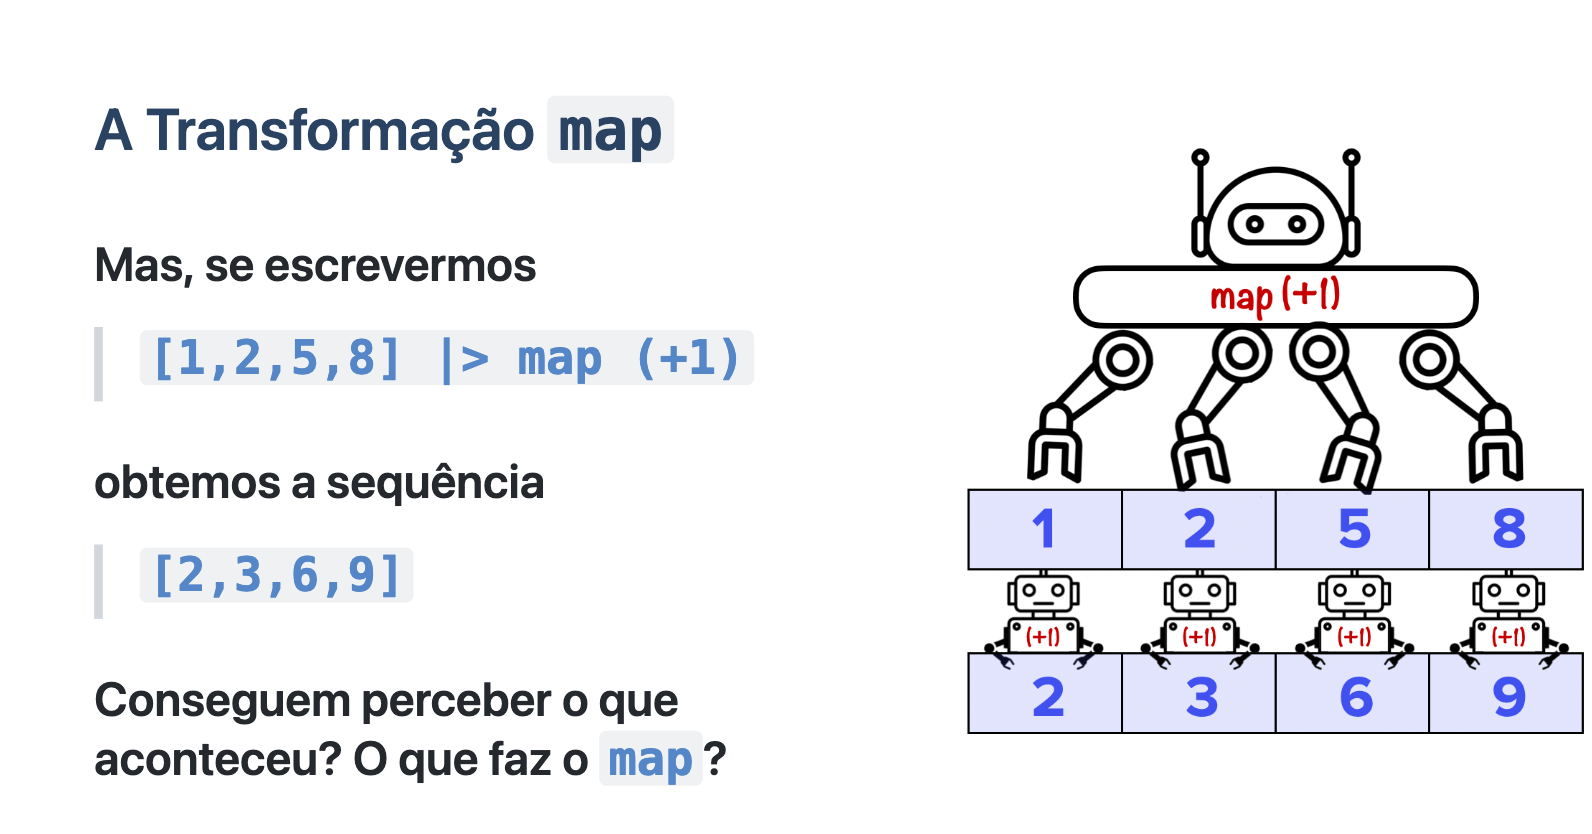 A Transformação map
Mas, se escrevermos
[1,2,5,8] |> map (+1)
obtemos a sequência
[2,3,6,9]
Conseguem perceber o que
aconteceu? O que faz o map?
map (+1)
1 2 5 8
(+1) (+1) (+1) (+1)
2 3 6 9